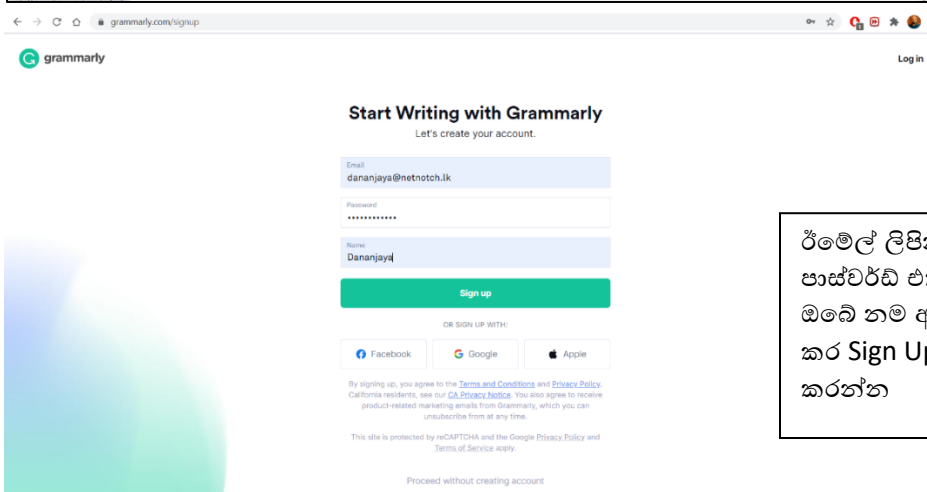 grammarly.com/signup
grammarly
Log in
Start Writing with Grammarly
Let's create your account.
Email
dananjaya@netnotch.lk
Password
••••••••••••
Name
Dananjaya
Sign up
OR SIGN UP WITH:
Facebook
Google
Apple
By signing up, you agree to the Terms and Conditions and Privacy Policy.
California residents, see our CA Privacy Notice. You also agree to receive
product-related marketing emails from Grammarly, which you can
unsubscribe from at any time.
This site is protected by reCAPTCHA and the Google Privacy Policy and
Terms of Service apply.
Proceed without creating account
ඊමේල්
පාස්වර්ඩ්
ඔබේ නම
කර Sign
කරන්න